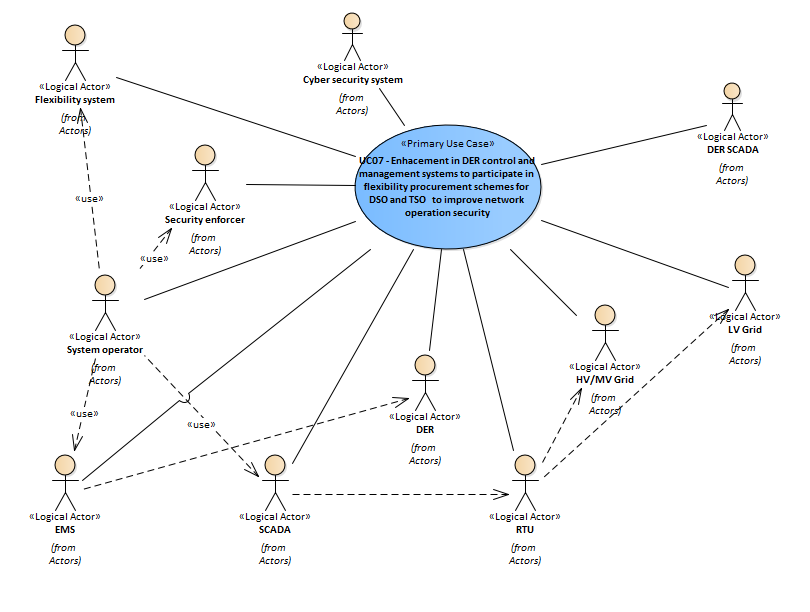 «Logical Actor»
Flexibility system
(from
Actors)
«Logical Actor»
Cyber security system
(from
Actors)
«Logical Actor»
DER SCADA
(from
Actors)
«Primary Use Case»
UC07 - Enhacement in DER control and
management systems to participate in
flexibility procurement schemes for
DSO and TSO to improve network
operation security
«Logical Actor»
Security enforcer
(from
Actors)
«use»
«use»
«Logical Actor»
System operator
(from
Actors)
«Logical Actor»
LV Grid
(from
Actors)
«Logical Actor»
HV/MV Grid
(from
Actors)
«Logical Actor»
DER
(from
Actors)
«use»
«use»
«Logical Actor»
EMS
(from
Actors)
«Logical Actor»
SCADA
(from
Actors)
«Logical Actor»
RTU
(from
Actors)